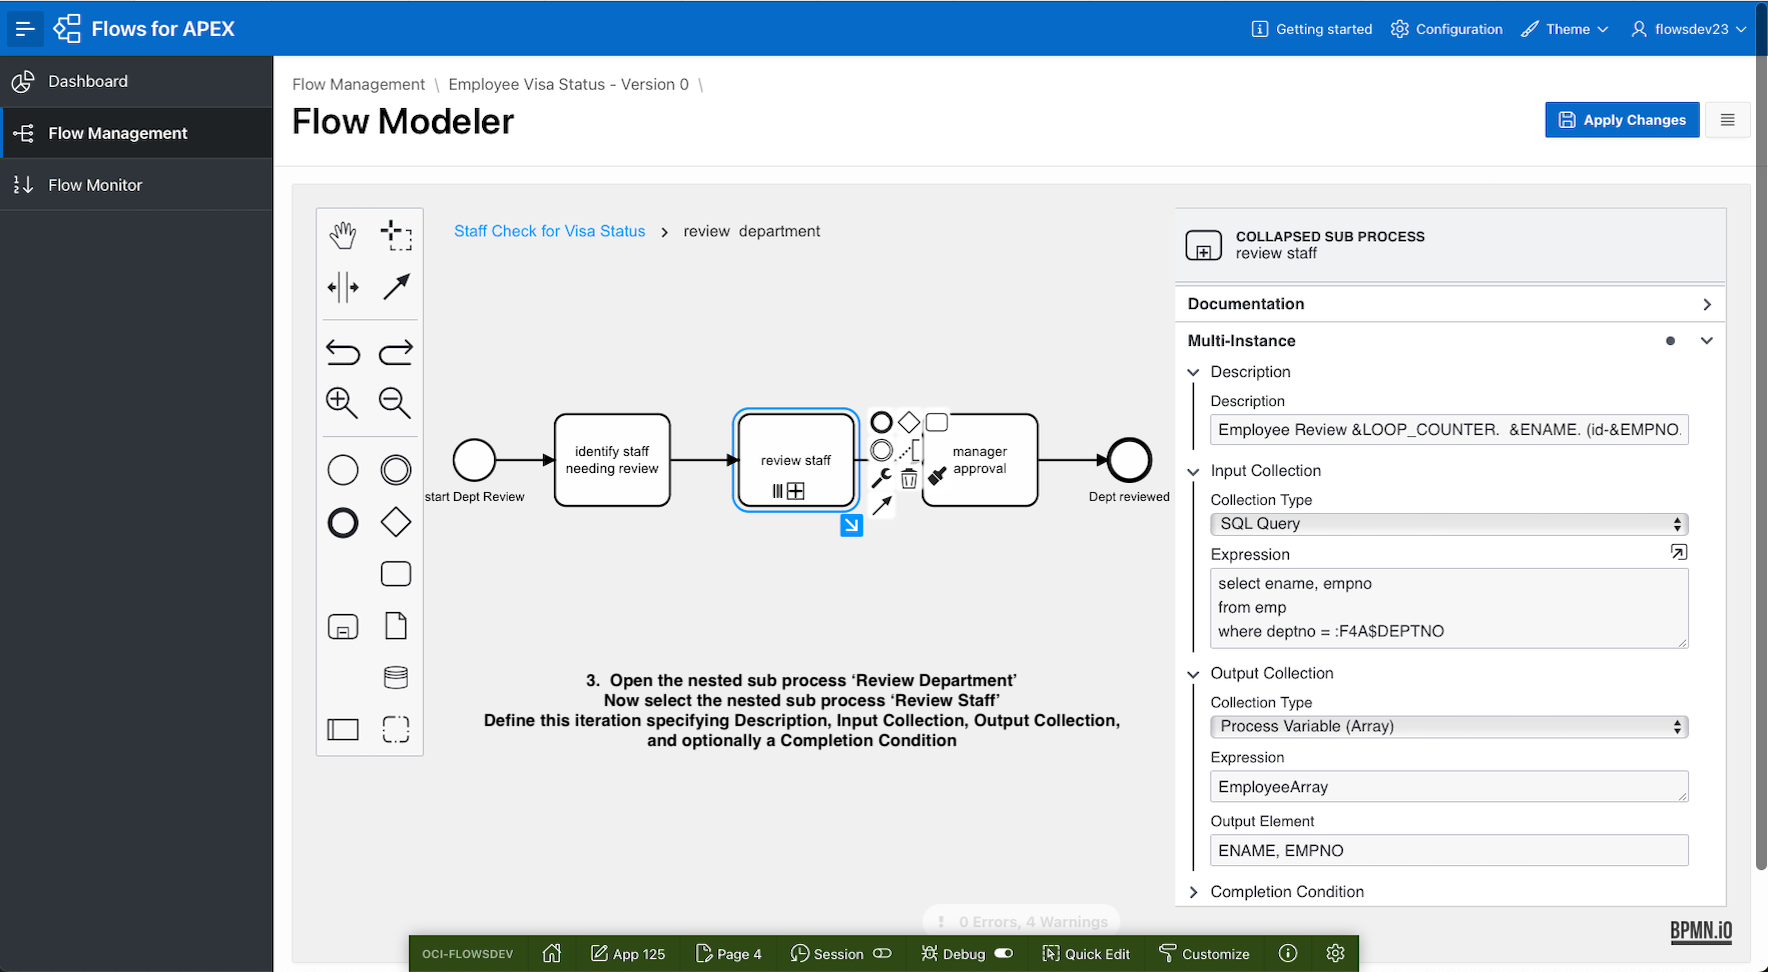 Flows for APEX
Getting started
Configuration
Theme
flowsdev23
Dashboard
Flow Management
Flow Monitor
Flow Management \ Employee Visa Status - Version 0 \
Flow Modeler
Apply Changes
Staff Check for Visa Status > review department
start Dept Review
identify staff
needing review
review staff
manager
approval
Dept reviewed
3. Open the nested sub process ‘Review Department’
Now select the nested sub process ‘Review Staff’
Define this iteration specifying Description, Input Collection, Output Collection,
and optionally a Completion Condition
COLLAPSED SUB PROCESS
review staff
Documentation
Multi-Instance
Description
Description
Employee Review &LOOP_COUNTER. &ENAME. (id-&EMPNO.
Input Collection
Collection Type
SQL Query
Expression
select ename, empno
from emp
where deptno = :F4A$DEPTNO
Output Collection
Collection Type
Process Variable (Array)
Expression
EmployeeArray
Output Element
ENAME, EMPNO
Completion Condition
0 Errors, 4 Warnings
BPMN.iO
OCI-FLOWSDEV
App 125
Page 4
Session
Debug
Quick Edit
Customize